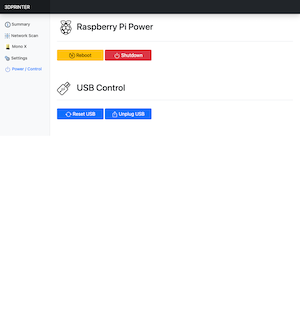 3DPRINTER
Summary
Network Scan
Mono X
Settings
Power / Control
Raspberry Pi Power
Reboot
Shutdown
USB Control
Reset USB
Unplug USB